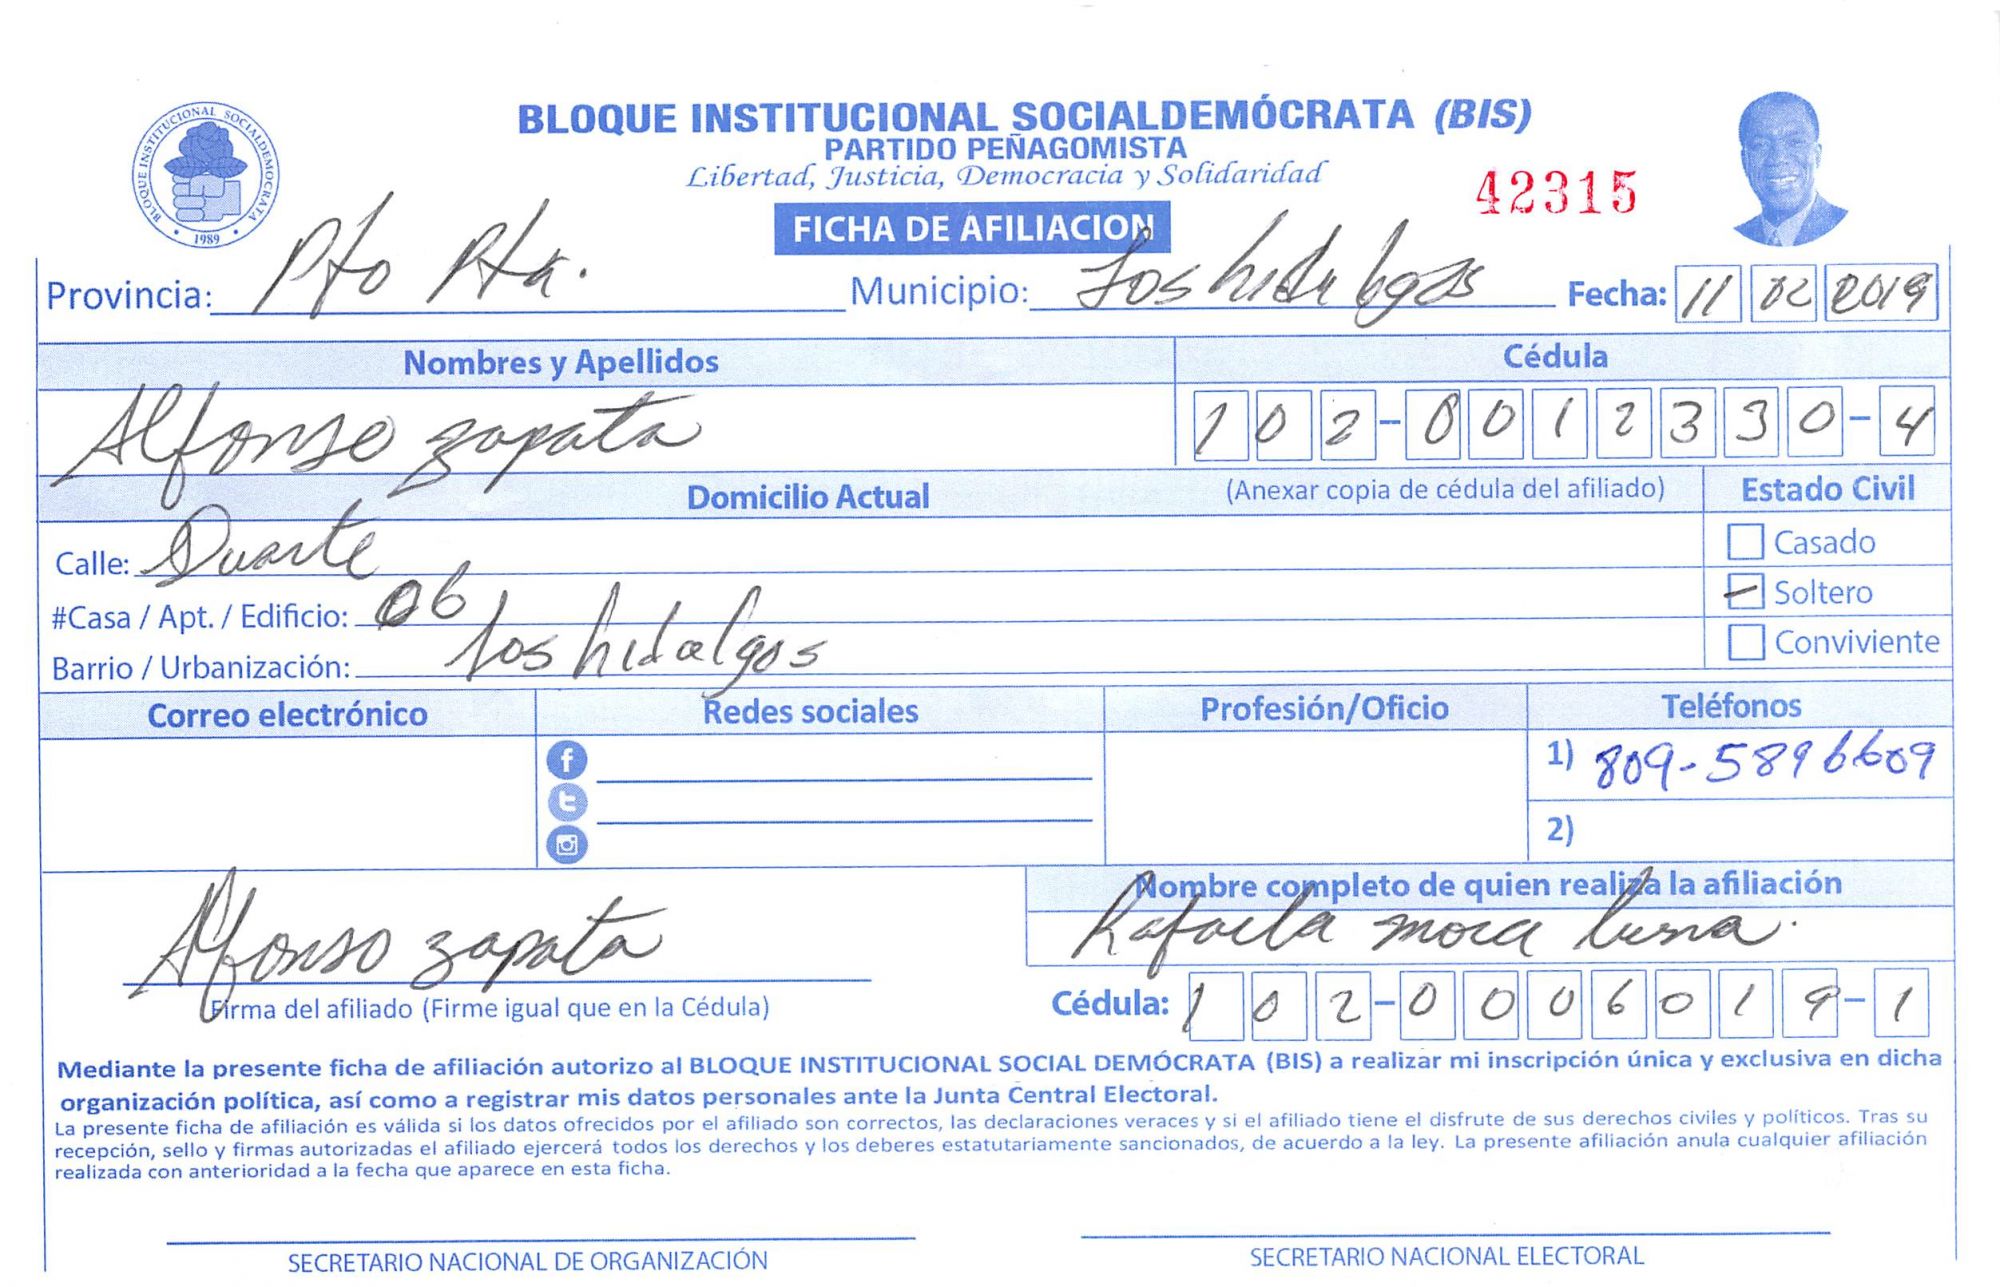 BLOQUE INSTITUCIONAL SOCIALDEMÓCRATA (BIS)
PARTIDO PEÑAGOMISTA
Libertad, Justicia, Democracia y Solidaridad
BLOQUE INSTITUCIONAL SOCIALDEMOCRATA
1989
42315
FICHA DE AFILIACION
Provincia: Pto Pta. Municipio: Los hidalgos Fecha: 11 02 2019
Nombres y Apellidos Cédula
Alfonso zapata 102-0012330-4
Domicilio Actual (Anexar copia de cédula del afiliado) Estado Civil
Calle: Duarte Casado
#Casa / Apt. / Edificio: 06 Soltero
Barrio / Urbanización: Los hidalgos Conviviente
Correo electrónico Redes sociales Profesión/Oficio Teléfonos
1) 809-5896609
2)
Nombre completo de quien realiza la afiliación
Alfonso zapata Rafaela mora luna.
Firma del afiliado (Firme igual que en la Cédula) Cédula: 102-0006019-1
Mediante la presente ficha de afiliación autorizo al BLOQUE INSTITUCIONAL SOCIAL DEMÓCRATA (BIS) a realizar mi inscripción única y exclusiva en dicha
organización política, así como a registrar mis datos personales ante la Junta Central Electoral.
La presente ficha de afiliación es válida si los datos ofrecidos por el afiliado son correctos, las declaraciones veraces y si el afiliado tiene el disfrute de sus derechos civiles y políticos. Tras su
recepción, sello y firmas autorizadas el afiliado ejercerá todos los derechos y los deberes estatutariamente sancionados, de acuerdo a la ley. La presente afiliación anula cualquier afiliación
realizada con anterioridad a la fecha que aparece en esta ficha.
SECRETARIO NACIONAL DE ORGANIZACIÓN SECRETARIO NACIONAL ELECTORAL